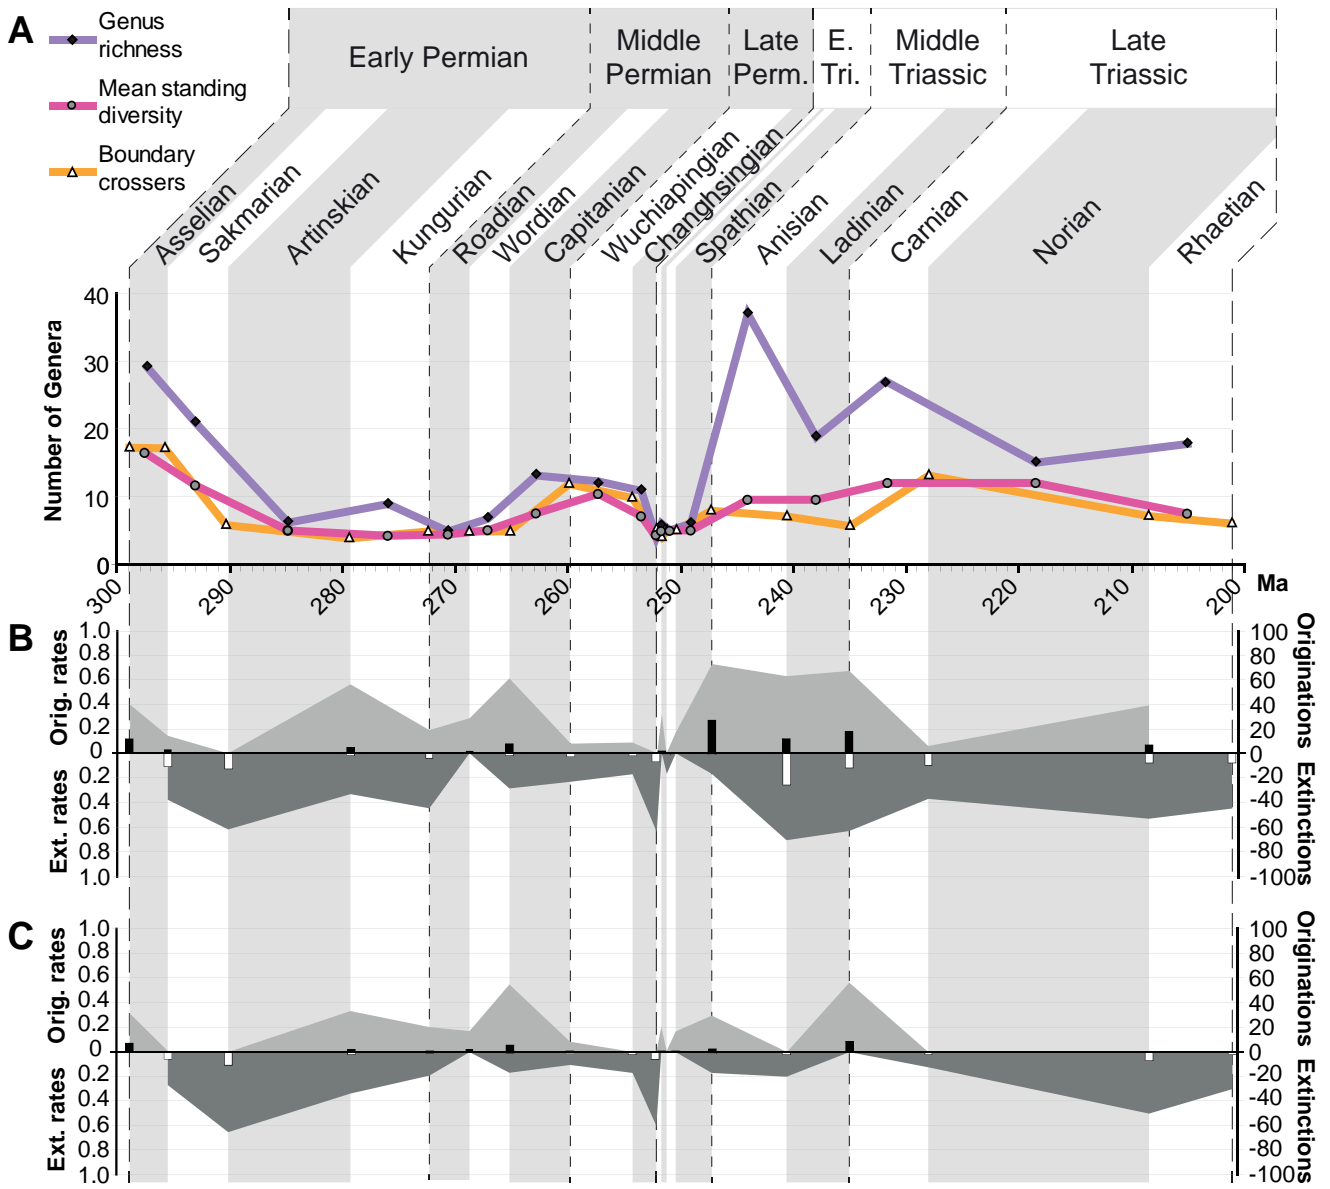 A
Genus
richness
Mean standing
diversity
Boundary
crossers
Early Permian
Middle
Permian
Late
Perm.
E.
Tri.
Middle
Triassic
Late
Triassic
Asselian
Sakmarian
Artinskian
Kungurian
Roadian
Wordian
Capitanian
Wuchiapingian
Changhsingian
Spathian
Anisian
Ladinian
Carnian
Norian
Rhaetian
Number of Genera
40
30
20
10
0
300
290
280
270
260
250
240
230
220
210
200
Ma
B
Orig. rates
Ext. rates
1.0
0.8
0.6
0.4
0.2
0
0.2
0.4
0.6
0.8
1.0
100
80
60
40
20
0
-20
-40
-60
-80
-100
Originations
Extinctions
C
Orig. rates
Ext. rates
1.0
0.8
0.6
0.4
0.2
0
0.2
0.4
0.6
0.8
1.0
100
80
60
40
20
0
-20
-40
-60
-80
-100
Originations
Extinctions